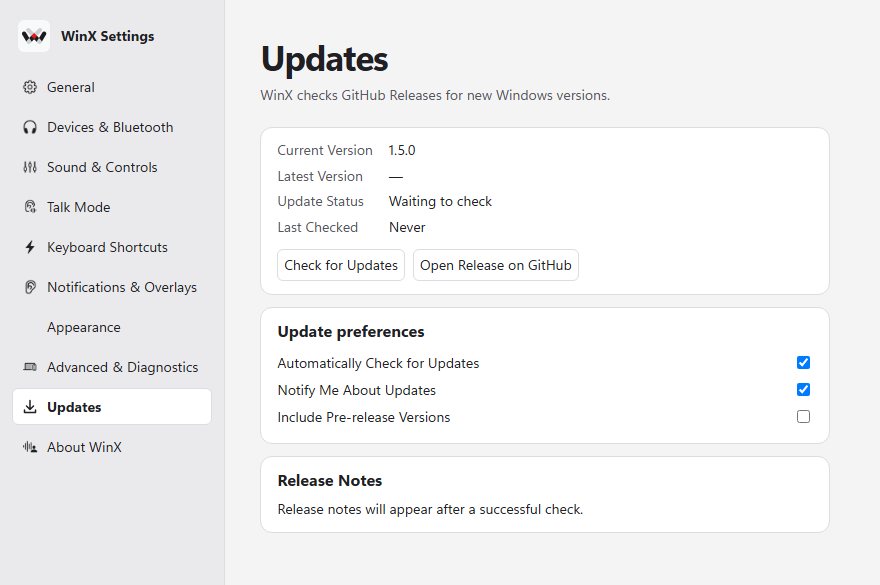 WinX Settings
General
Devices & Bluetooth
Sound & Controls
Talk Mode
Keyboard Shortcuts
Notifications & Overlays
Appearance
Advanced & Diagnostics
Updates
About WinX
Updates
WinX checks GitHub Releases for new Windows versions.
Current Version 1.5.0
Latest Version —
Update Status Waiting to check
Last Checked Never
Check for Updates Open Release on GitHub
Update preferences
Automatically Check for Updates
Notify Me About Updates
Include Pre-release Versions
Release Notes
Release notes will appear after a successful check.